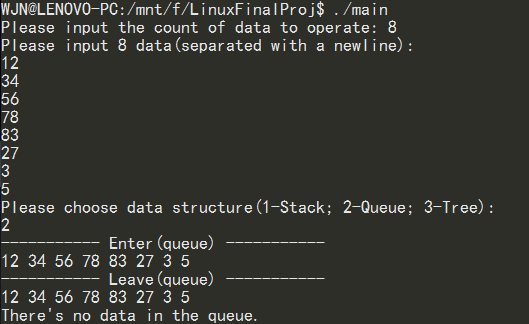 WJN@LENOVO-PC:/mnt/f/LinuxFinalProj$ ./main
Please input the count of data to operate: 8
Please input 8 data(separated with a newline):
12
34
56
78
83
27
3
5
Please choose data structure(1-Stack; 2-Queue; 3-Tree):
2
----------- Enter(queue) -----------
12 34 56 78 83 27 3 5
----------- Leave(queue) -----------
12 34 56 78 83 27 3 5
There's no data in the queue.